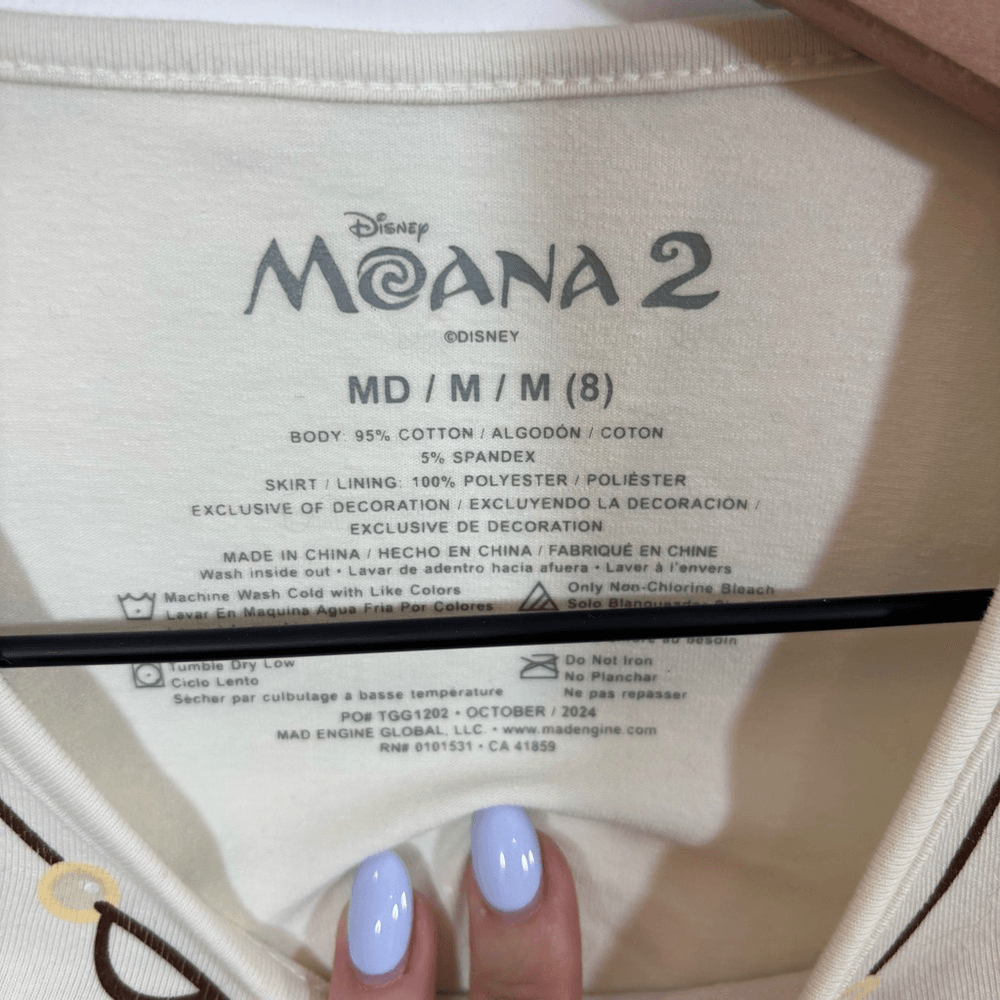 Disney
MOANA 2
©DISNEY
MD / M / M (8)
BODY: 95% COTTON / ALGODÓN / COTON
5% SPANDEX
SKIRT / LINING: 100% POLYESTER / POLIÉSTER
EXCLUSIVE OF DECORATION / EXCLUYENDO LA DECORACIÓN /
EXCLUSIVE DE DECORATION
MADE IN CHINA / HECHO EN CHINA / FABRIQUÉ EN CHINE
Wash inside out • Lavar de adentro hacia afuera • Laver à l'envers
Machine Wash Cold with Like Colors
Lavar En Maquina Agua Fria Por Colores
Only Non-Chlorine Bleach
Solo
au besoin
Tumble Dry Low
Ciclo Lento
Sécher par culbutage à basse température
Do Not Iron
No Planchar
Ne pas repasser
PO# TGG1202 • OCTOBER / 2024
MAD ENGINE GLOBAL, LLC. • www.madengine.com
RN# 0101531 • CA 41859